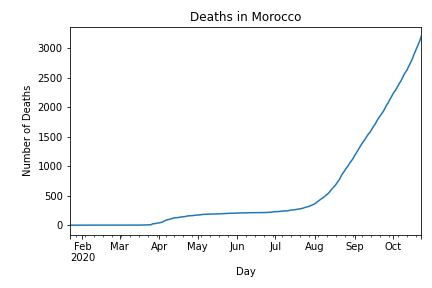 Deaths in Morocco
Number of Deaths
3000
2500
2000
1500
1000
500
0
Feb Mar Apr May Jun Jul Aug Sep Oct
2020
Day